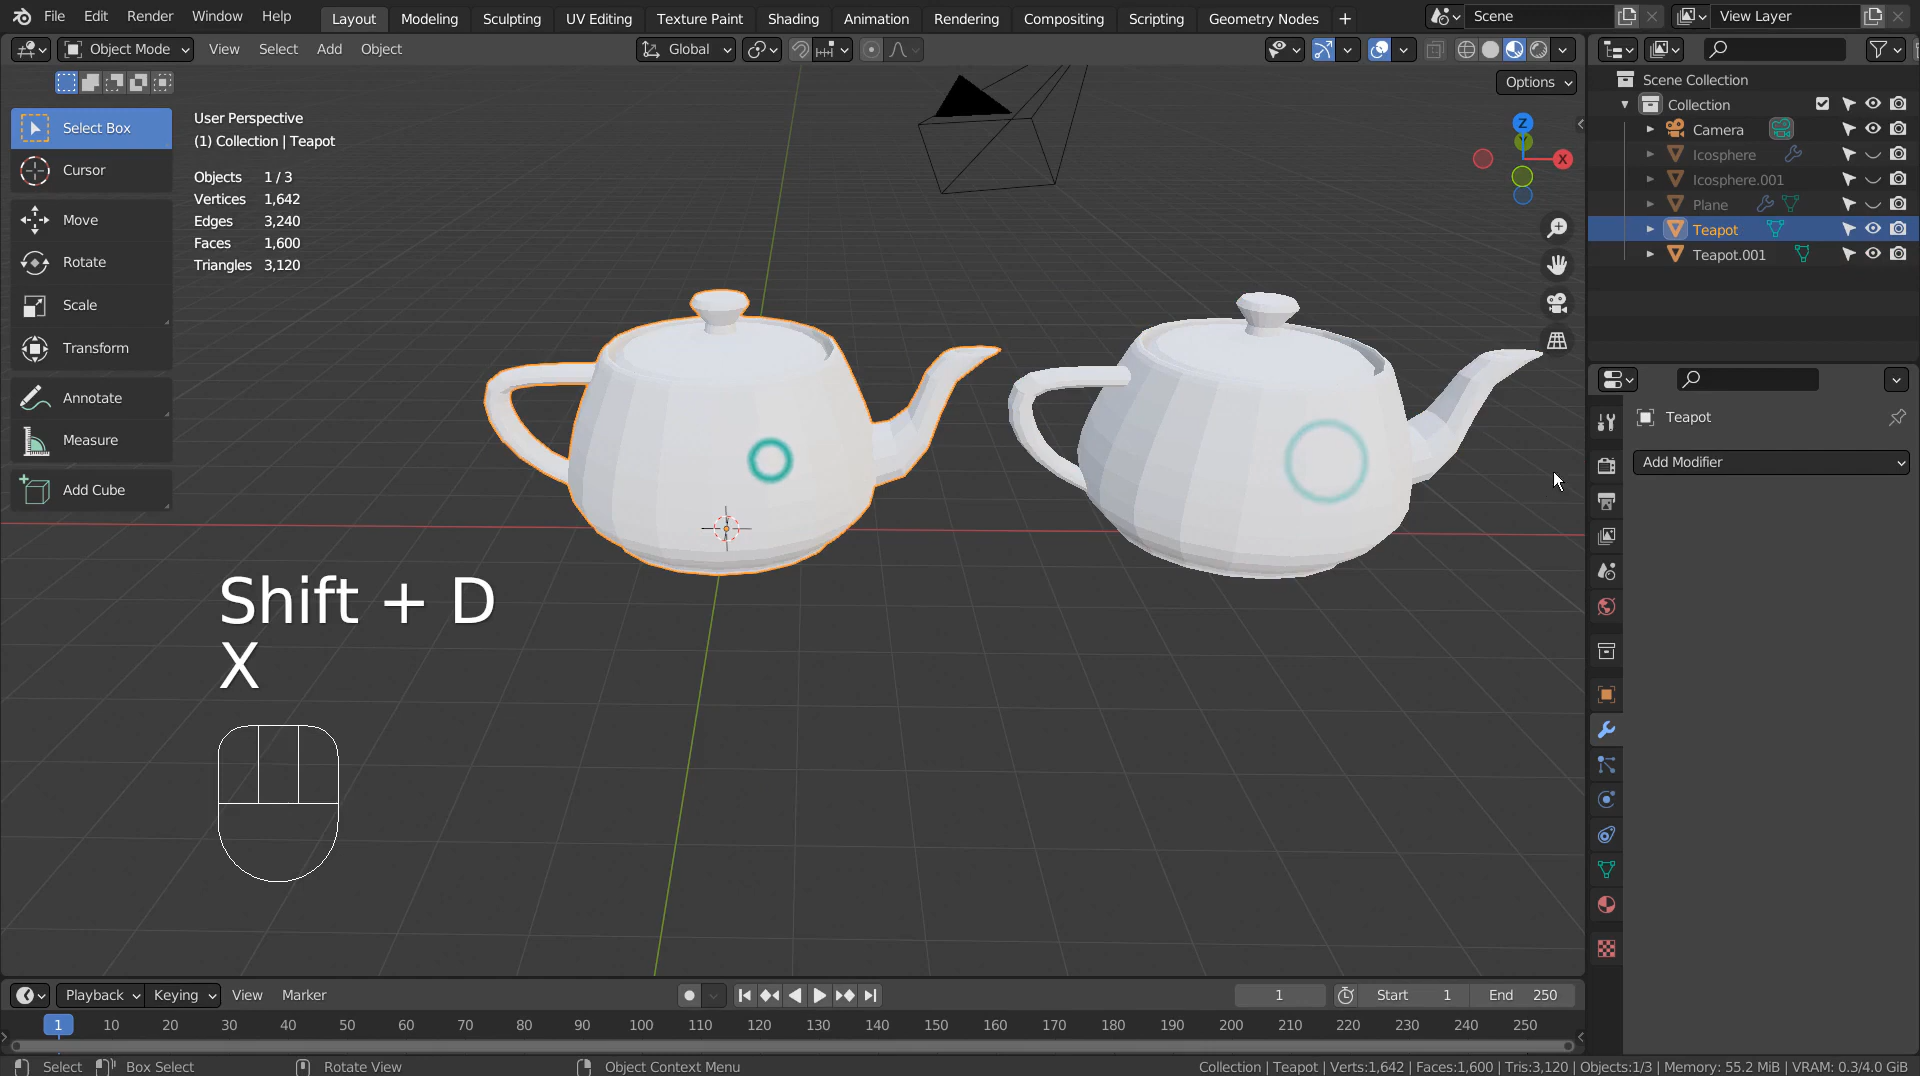 File Edit Render Window Help Layout Modeling Sculpting UV Editing Texture Paint Shading Animation Rendering Compositing Scripting Geometry Nodes + Scene View Layer
Object Mode View Select Add Object Global
Options
Select Box
Cursor
Move
Rotate
Scale
Transform
Annotate
Measure
Add Cube
User Perspective
(1) Collection | Teapot
Objects 1 / 3
Vertices 1,642
Edges 3,240
Faces 1,600
Triangles 3,120
Z
Y
X
Shift + D
X
Scene Collection
Collection
Camera
Icosphere
Icosphere.001
Plane
Teapot
Teapot.001
Teapot
Add Modifier
Playback Keying View Marker 1 Start 1 End 250
1 10 20 30 40 50 60 70 80 90 100 110 120 130 140 150 160 170 180 190 200 210 220 230 240 250
Select Box Select Rotate View Object Context Menu Collection | Teapot | Verts:1,642 | Faces:1,600 | Tris:3,120 | Objects:1/3 | Memory: 55.2 MiB | VRAM: 0.3/4.0 GiB